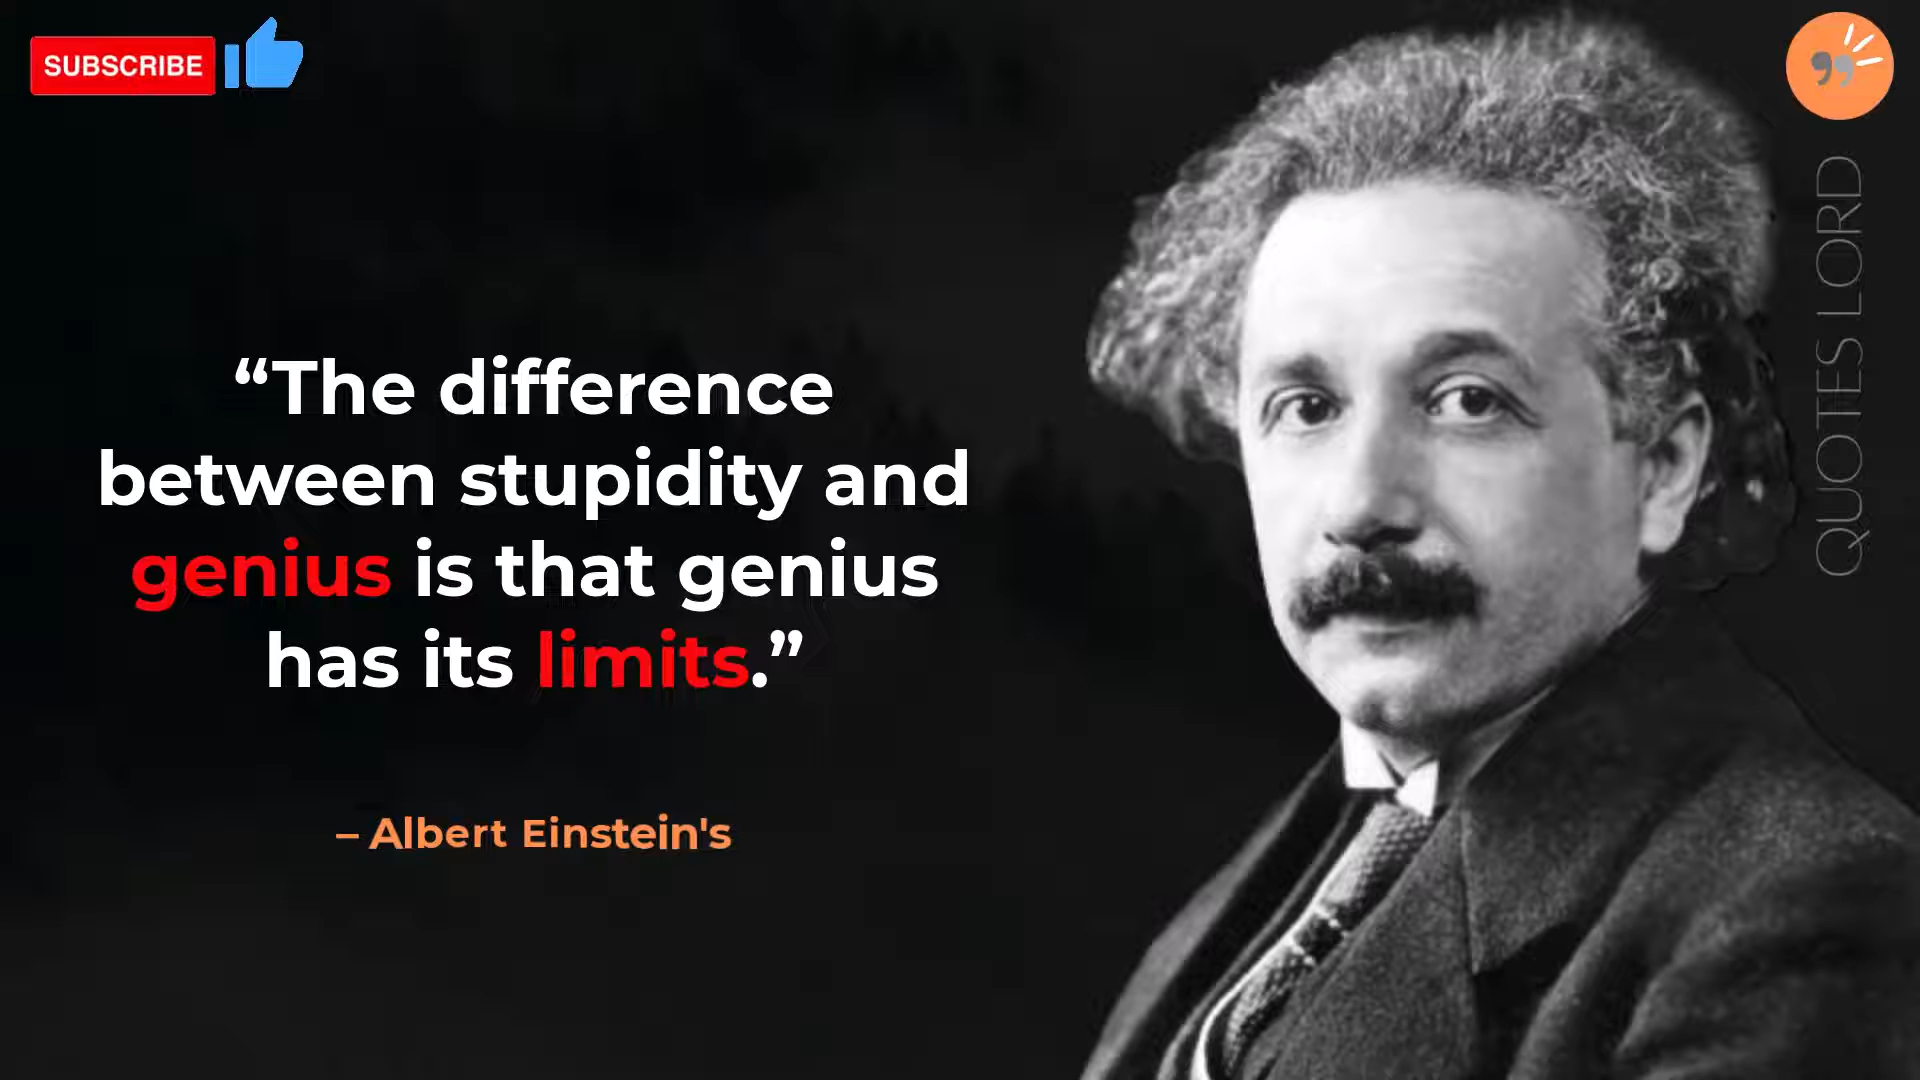 SUBSCRIBE
“The difference
between stupidity and
genius is that genius
has its limits.”
– Albert Einstein's
QUOTES LORD